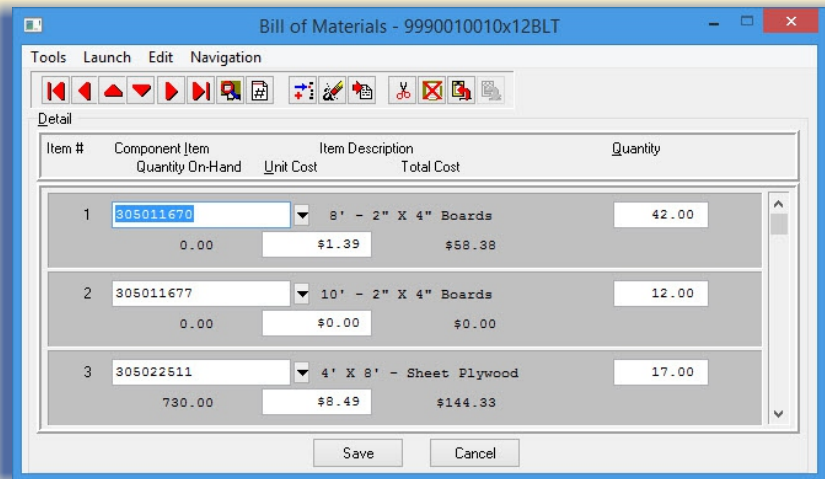 Bill of Materials - 9990010010x12BLT
Tools Launch Edit Navigation
Detail
Item # Component Item Item Description Quantity
Quantity On-Hand Unit Cost Total Cost
1 305011670 8' - 2" X 4" Boards 42.00
0.00 $1.39 $58.38
2 305011677 10' - 2" X 4" Boards 12.00
0.00 $0.00 $0.00
3 305022511 4' X 8' - Sheet Plywood 17.00
730.00 $8.49 $144.33
Save Cancel